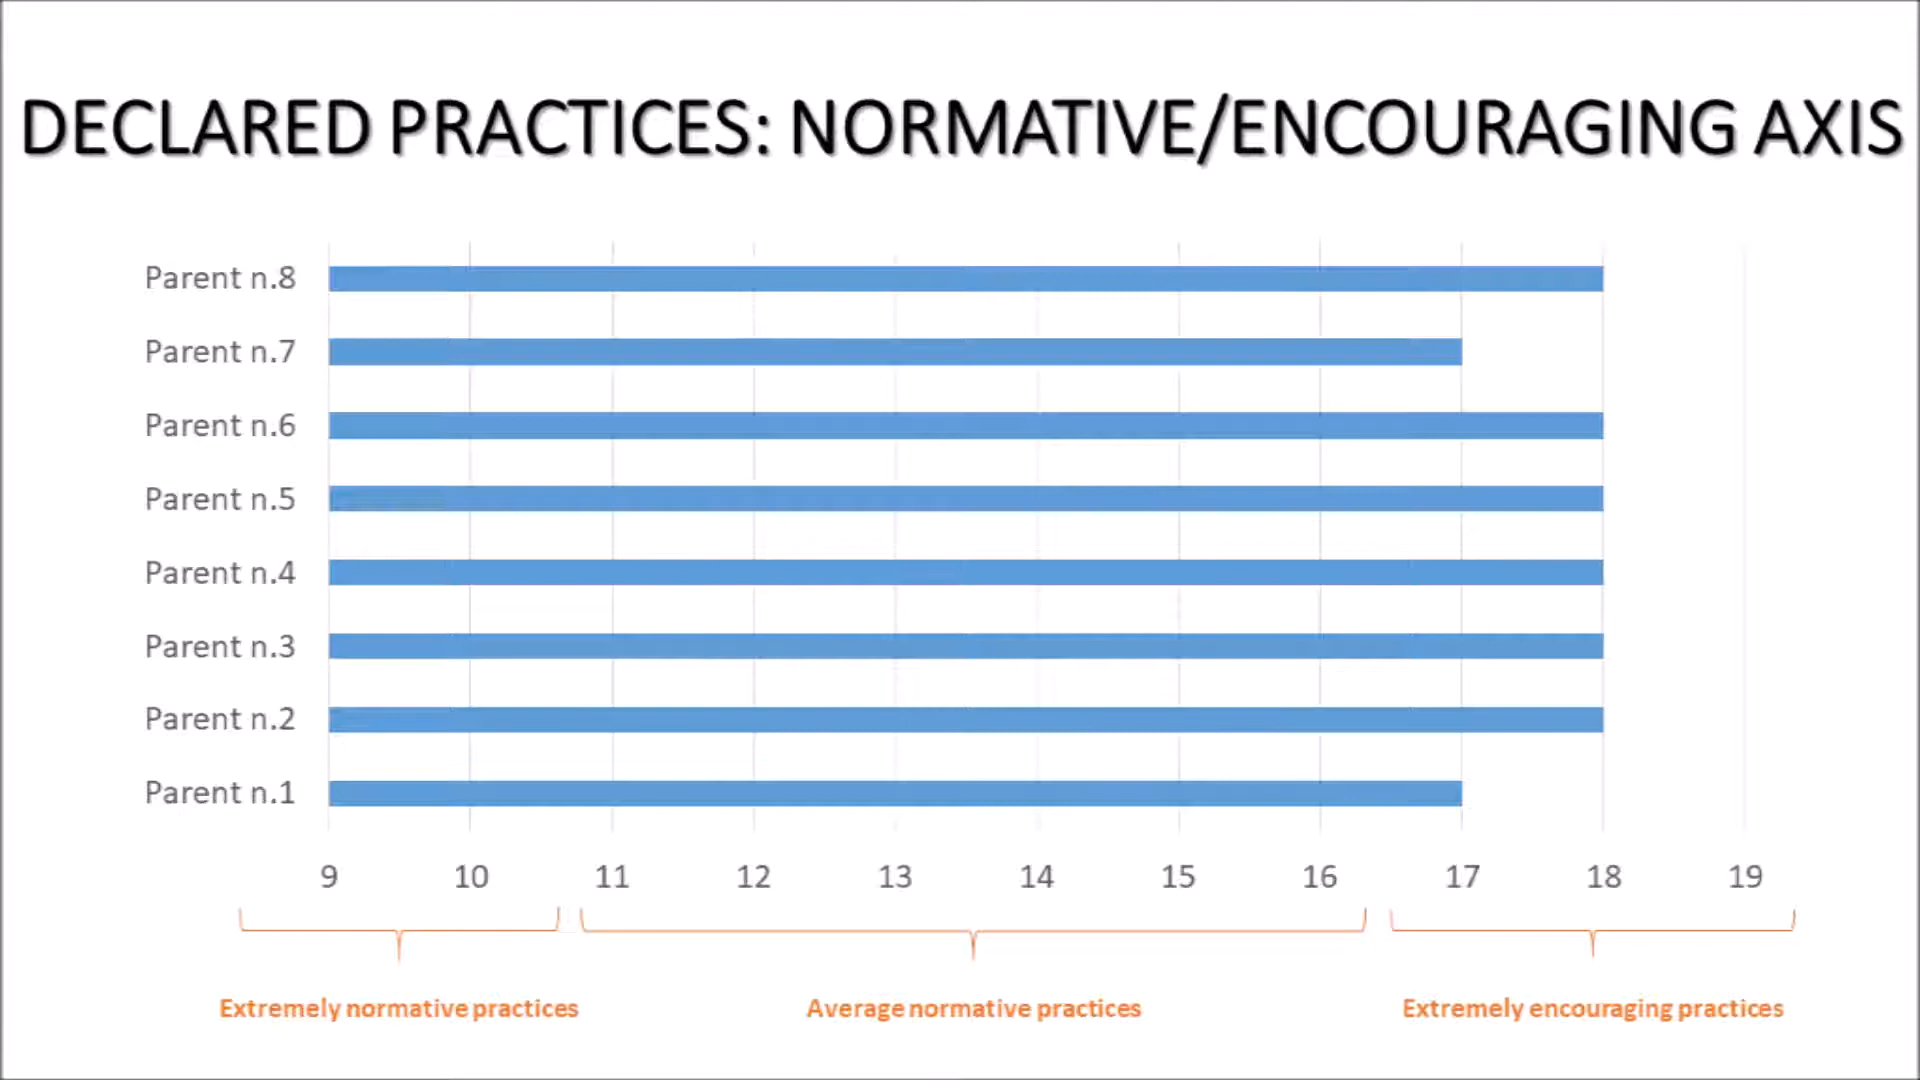 DECLARED PRACTICES: NORMATIVE/ENCOURAGING AXIS
Parent n.8
Parent n.7
Parent n.6
Parent n.5
Parent n.4
Parent n.3
Parent n.2
Parent n.1
9 10 11 12 13 14 15 16 17 18 19
Extremely normative practices
Average normative practices
Extremely encouraging practices